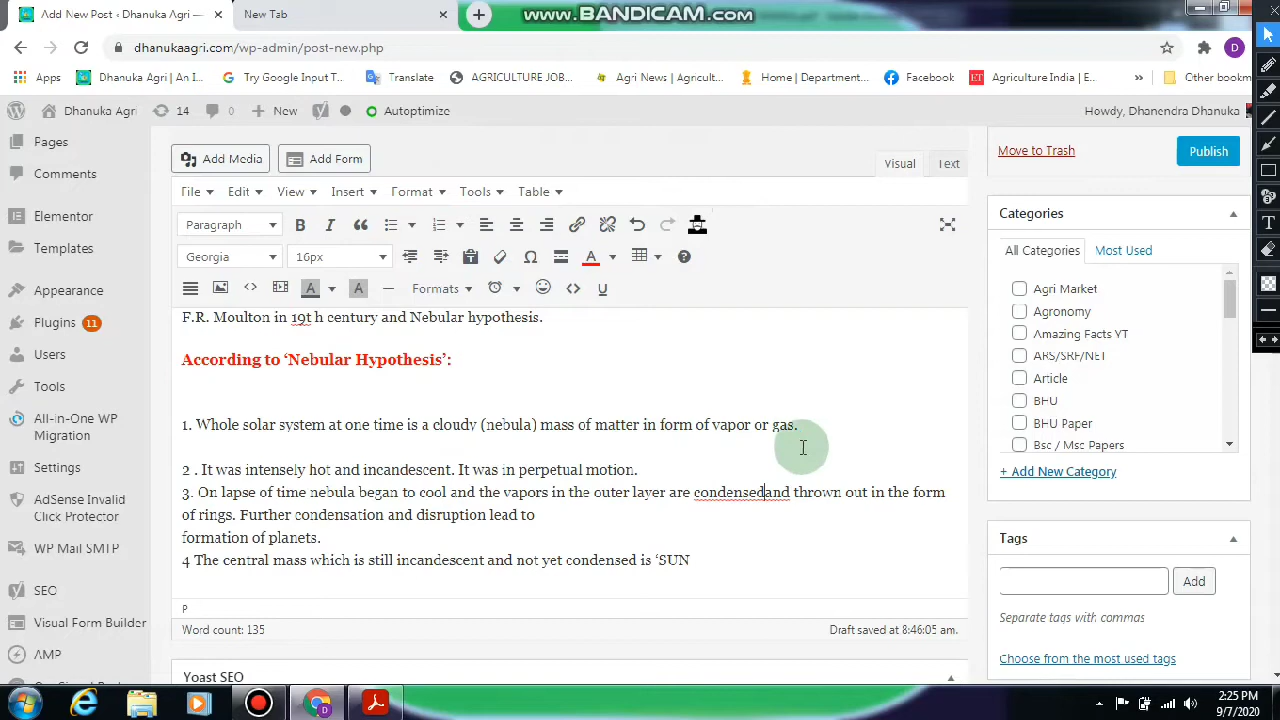 Add New Post - Dhanuka Agri —
New Tab
www.BANDICAM.com
dhanukaagri.com/wp-admin/post-new.php
D
Apps
Dhanuka Agri | An I...
Try Google Input T...
Translate
AGRICULTURE JOB...
Agri News | Agricult...
Home | Department...
Facebook
ET
Agriculture India | E...
»
Other bookm
Dhanuka Agri
14
0
New
Autoptimize
Howdy, Dhanendra Dhanuka
Pages
Comments
Elementor
Templates
Appearance
Plugins 11
Users
Tools
All-in-One WP
Migration
Settings
AdSense Invalid
Click Protector
WP Mail SMTP
SEO
Visual Form Builder
AMP
Add Media
Add Form
Visual
Text
File
Edit
View
Insert
Format
Tools
Table
Paragraph
B
I
Georgia
16px
A
A
A
Formats
U
F.R. Moulton in 19t h century and Nebular hypothesis.
According to ‘Nebular Hypothesis’:
1. Whole solar system at one time is a cloudy (nebula) mass of matter in form of vapor or gas.
2 . It was intensely hot and incandescent. It was in perpetual motion.
3. On lapse of time nebula began to cool and the vapors in the outer layer are condensedand thrown out in the form
of rings. Further condensation and disruption lead to
formation of planets.
4 The central mass which is still incandescent and not yet condensed is ‘SUN
P
Word count: 135
Draft saved at 8:46:05 am.
Yoast SEO
Move to Trash
Publish
Categories
All Categories
Most Used
Agri Market
Agronomy
Amazing Facts YT
ARS/SRF/NET
Article
BHU
BHU Paper
Bsc / Msc Papers
+ Add New Category
Tags
Add
Separate tags with commas
Choose from the most used tags
T
2:25 PM
9/7/2020